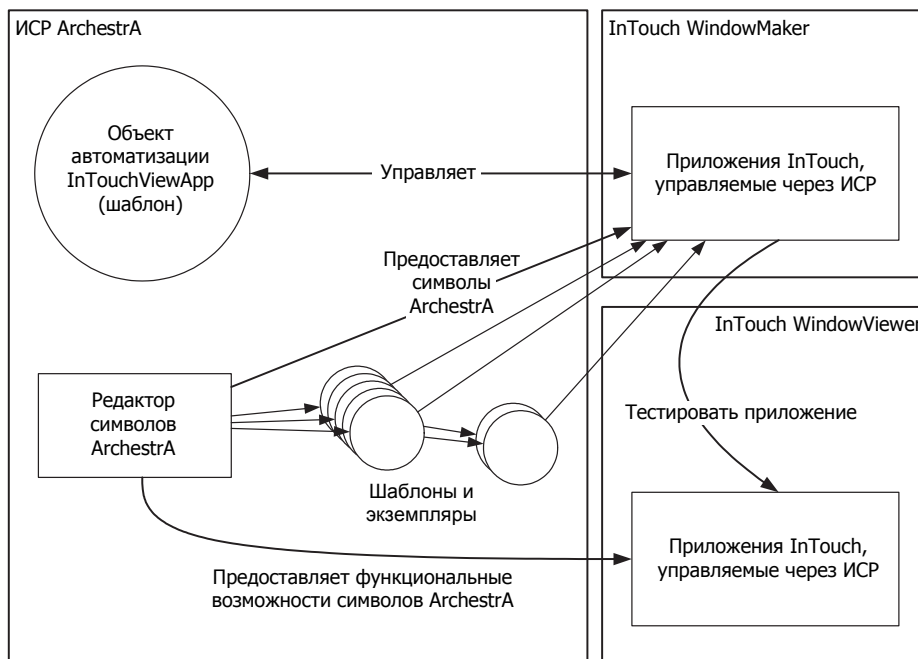 ИСР ArchestrA
InTouch WindowMaker
Объект
автоматизации
InTouchViewApp
(шаблон)
Управляет
Приложения InTouch,
управляемые через ИСР
Предоставляет
символы
ArchestrA
InTouch WindowViewer
Редактор
символов
ArchestrA
Тестировать приложение
Шаблоны и
экземпляры
Приложения InTouch,
управляемые через ИСР
Предоставляет функциональные
возможности символов ArchestrA